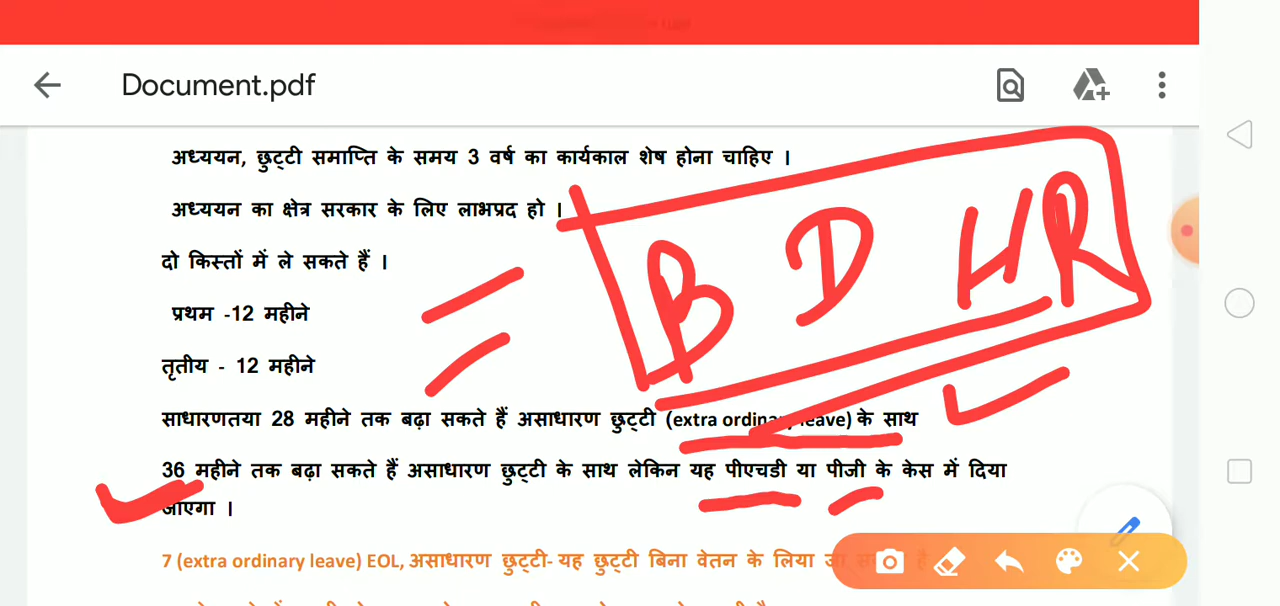 Document.pdf
अध्ययन, छुट्टी समाप्ति के समय 3 वर्ष का कार्यकाल शेष होना चाहिए ।
अध्ययन का क्षेत्र सरकार के लिए लाभप्रद हो ।
दो किस्तों में ले सकते हैं ।
प्रथम -12 महीने
तृतीय - 12 महीने
= B D H R
साधारणतया 28 महीने तक बढ़ा सकते हैं असाधारण छुट्टी (extra ordinary leave) के साथ
36 महीने तक बढ़ा सकते हैं असाधारण छुट्टी के साथ लेकिन यह पीएचडी या पीजी के केस में दिया
जाएगा ।
7 (extra ordinary leave) EOL, असाधारण छुट्टी- यह छुट्टी बिना वेतन के लिया